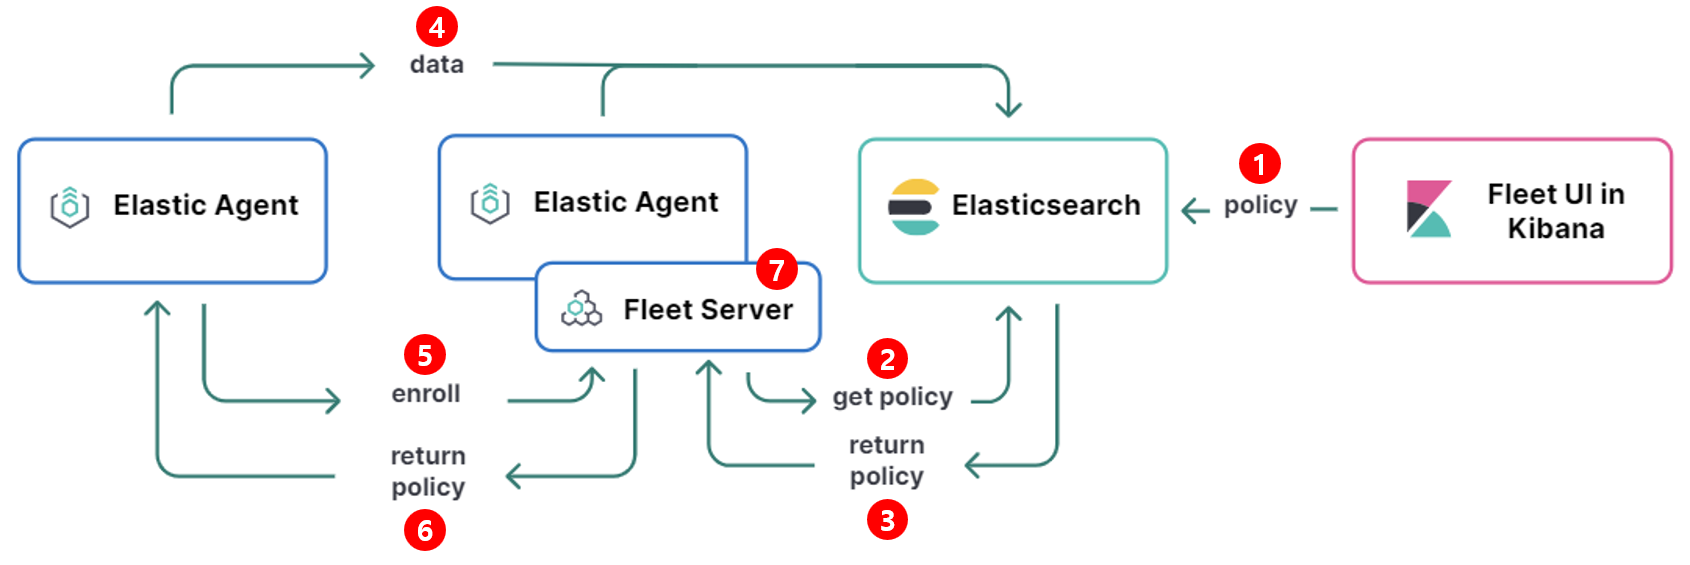 4
data
Elastic Agent
Elastic Agent
Elasticsearch
1
policy
Fleet UI in
Kibana
7
Fleet Server
5
enroll
2
get policy
return
policy
6
return
policy
3